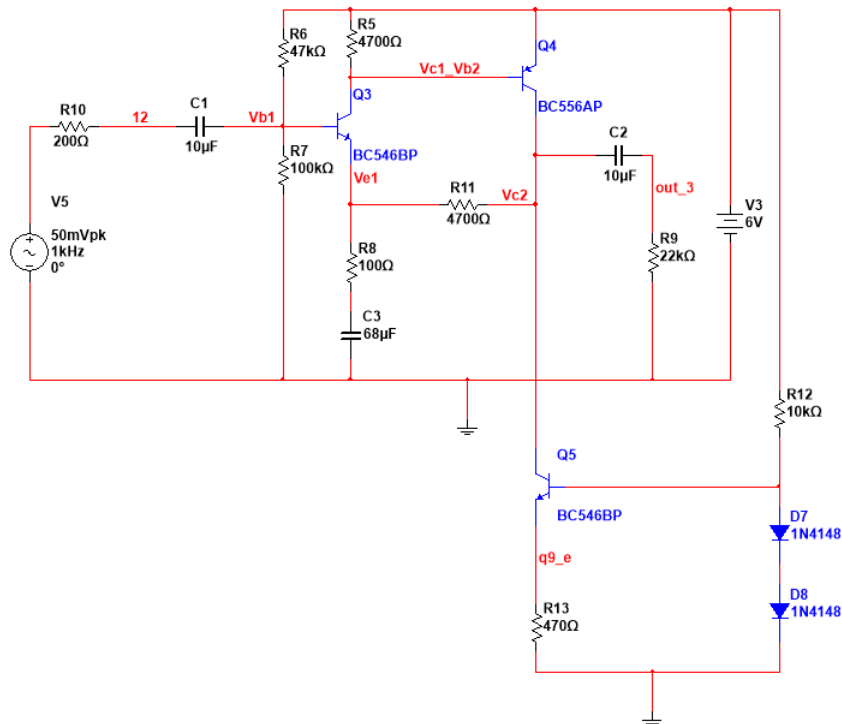 R6
47kΩ
R5
4700Ω
Q4
Vc1_Vb2
Q3
BC556AP
R10
200Ω
12
C1
10µF
Vb1
BC546BP
R7
100kΩ
Ve1
C2
10µF
out_3
V5
50mVpk
1kHz
0°
R11
4700Ω
Vc2
V3
6V
R8
100Ω
R9
22kΩ
C3
68µF
R12
10kΩ
Q5
BC546BP
D7
1N4148
q9_e
D8
1N4148
R13
470Ω